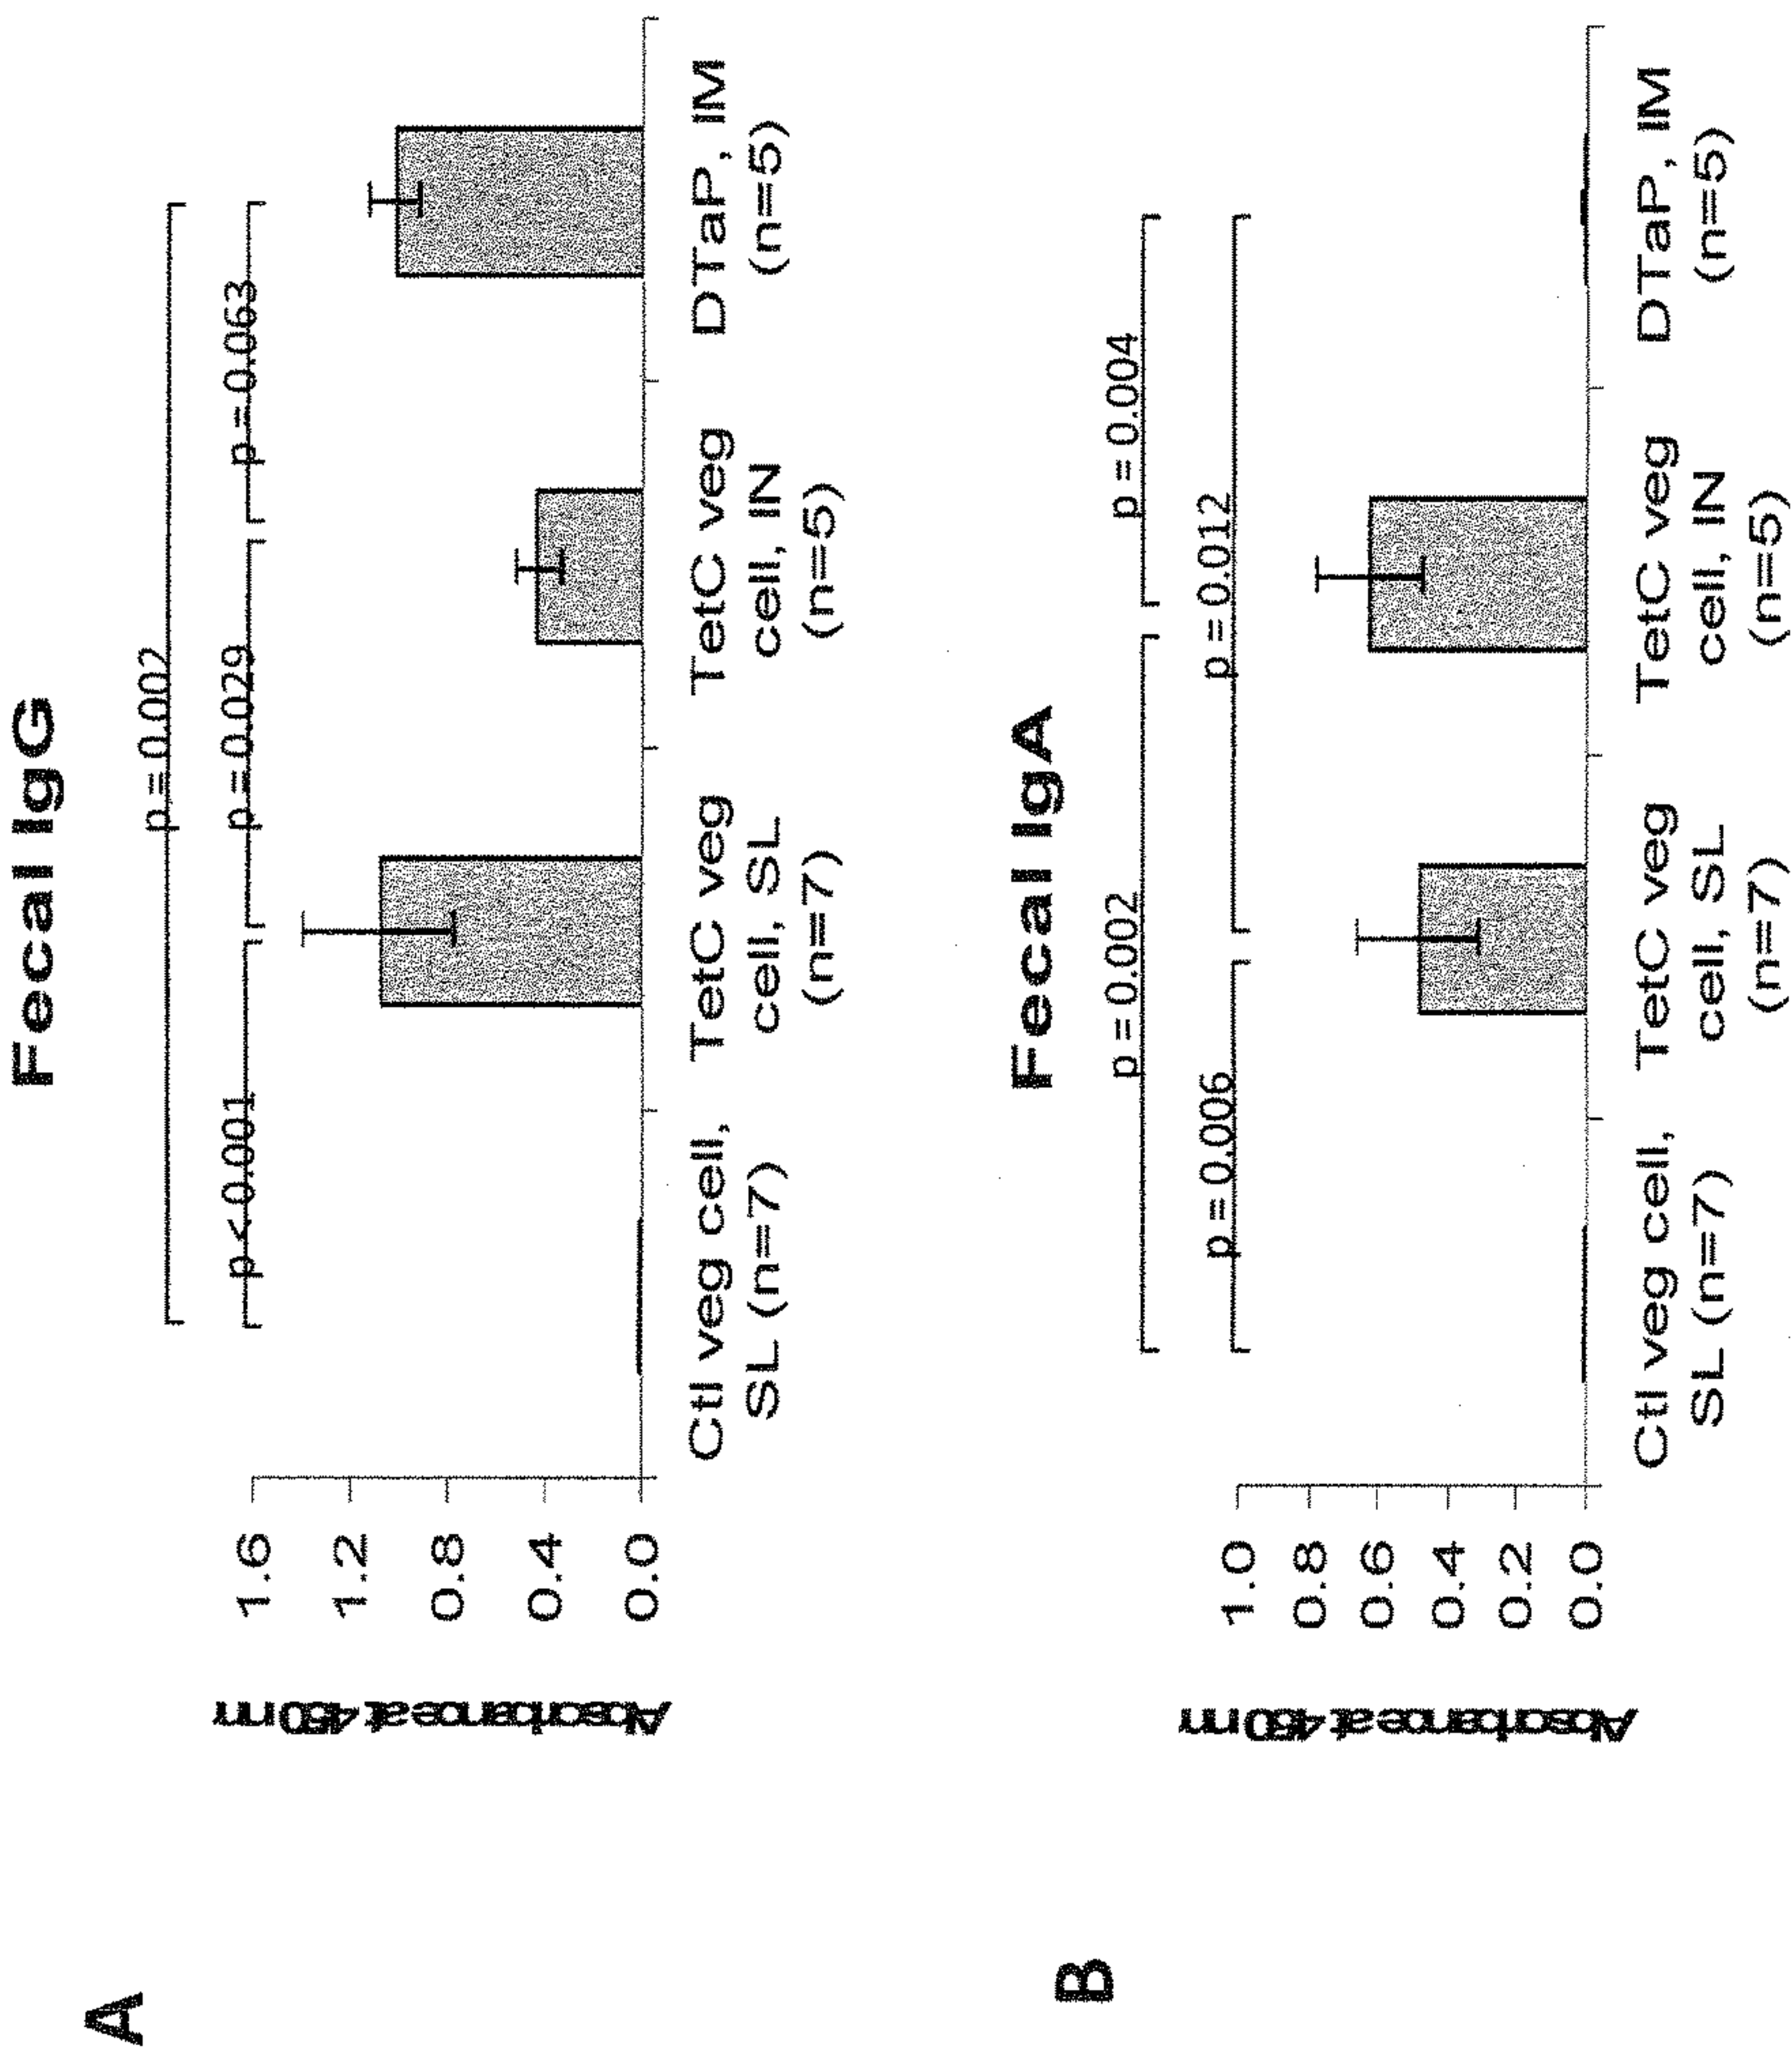 A
Fecal IgG
p = 0.002
p < 0.001
p = 0.029
p = 0.063
Absorbance at 450 nm
1.6
1.2
0.8
0.4
0.0
Ctl veg cell,
SL (n=7)
TetC veg
cell, SL
(n=7)
TetC veg
cell, IN
(n=5)
DTaP, IM
(n=5)
B
Fecal IgA
p = 0.002
p = 0.004
p = 0.006
p = 0.012
Absorbance at 450 nm
1.0
0.8
0.6
0.4
0.2
0.0
Ctl veg cell,
SL (n=7)
TetC veg
cell, SL
(n=7)
TetC veg
cell, IN
(n=5)
DTaP, IM
(n=5)